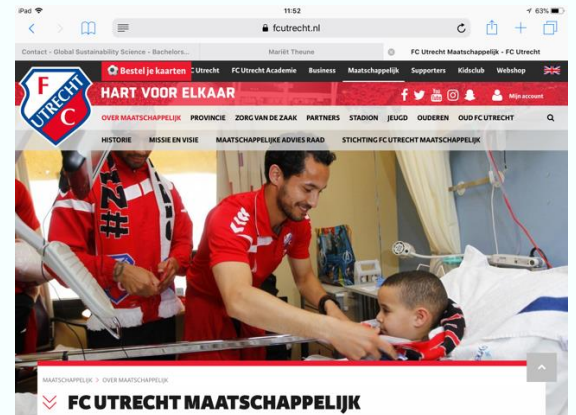 iPad 11:52 63%
fcutrecht.nl
Contact - Global Sustainability Science - Bachelors... Mariët Theune FC Utrecht Maatschappelijk - FC Utrecht
Bestel je kaarten C Utrecht FC Utrecht Academie Business Maatschappelijk Supporters Kidsclub Webshop
HART VOOR ELKAAR Mijn account
OVER MAATSCHAPPELIJK PROVINCIE ZORG VAN DE ZAAK PARTNERS STADION JEUGD OUDEREN OUD FC UTRECHT
HISTORIE MISSIE EN VISIE MAATSCHAPPELIJKE ADVIES RAAD STICHTING FC UTRECHT MAATSCHAPPELIJK
F C UTRECHT
MAATSCHAPPELIJK > OVER MAATSCHAPPELIJK
FC UTRECHT MAATSCHAPPELIJK